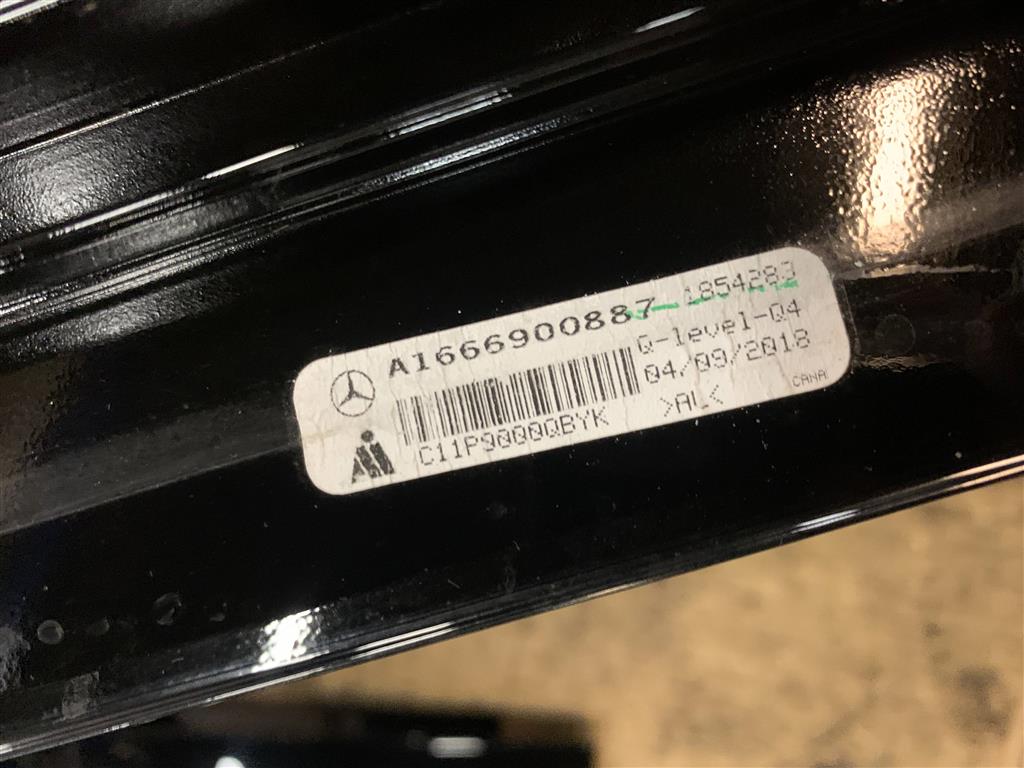 A1666900887
1854283
Q-level-Q4
04/09/2018
C11P9000QBYK
>AL<
CANA